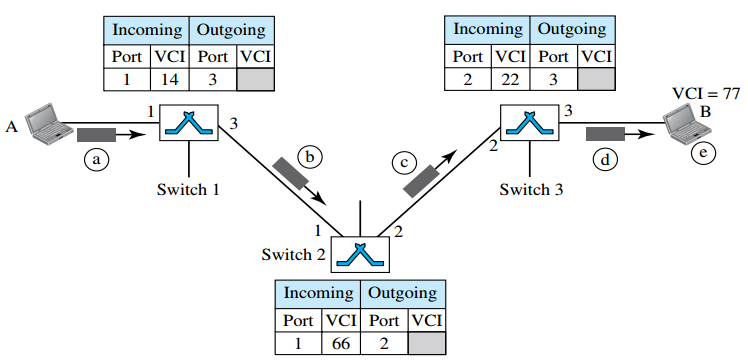 Incoming Outgoing
Port VCI Port VCI
1 14 3
Incoming Outgoing
Port VCI Port VCI
2 22 3
VCI = 77
A
B
1
3
3
2
a
b
c
d
e
Switch 1
Switch 3
1
2
Switch 2
Incoming Outgoing
Port VCI Port VCI
1 66 2